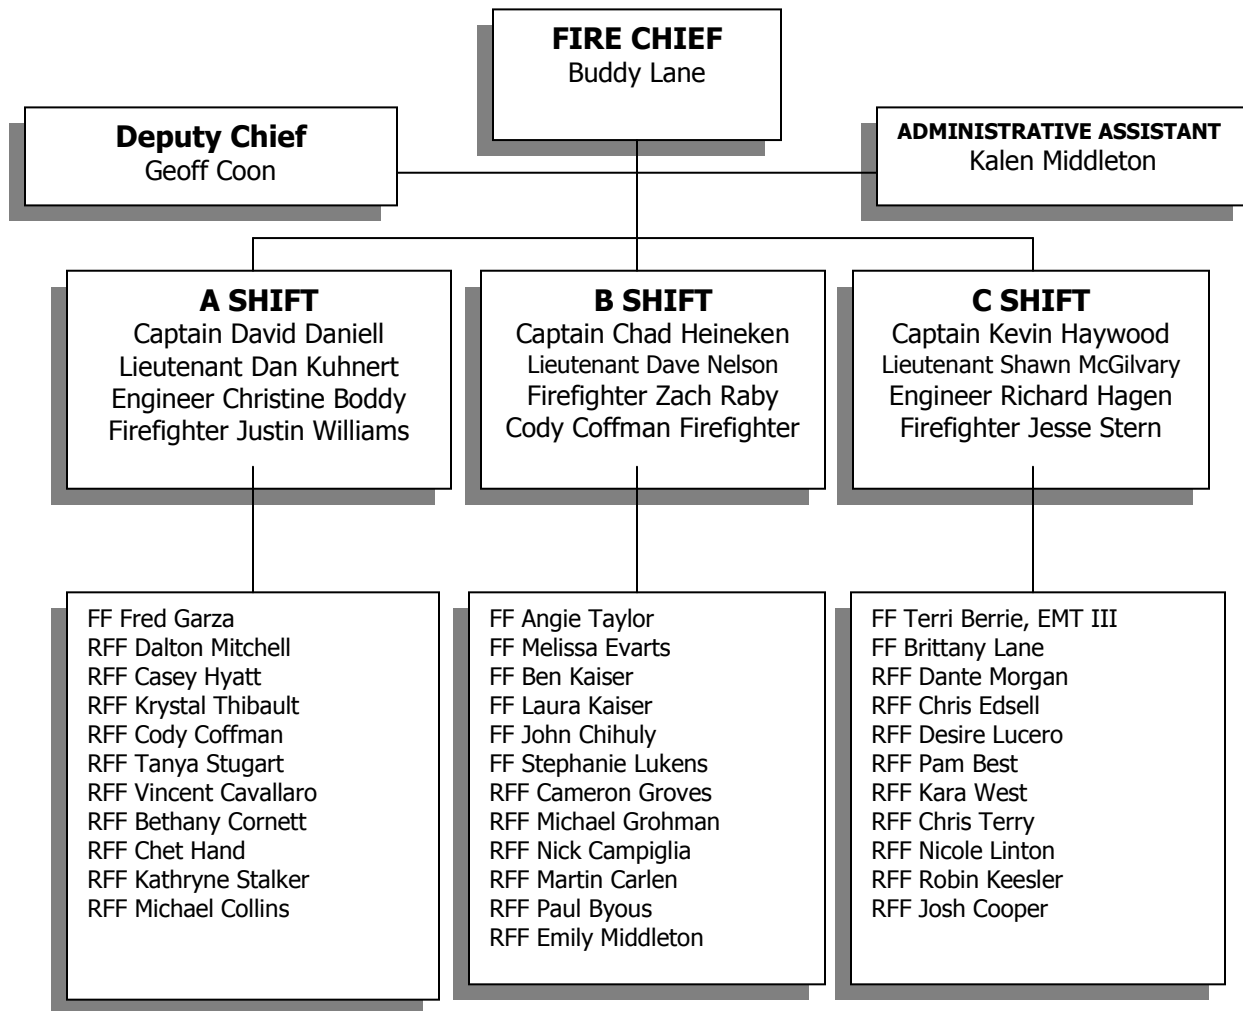 FIRE CHIEF
Buddy Lane
Deputy Chief
Geoff Coon
ADMINISTRATIVE ASSISTANT
Kalen Middleton
A SHIFT
Captain David Daniell
Lieutenant Dan Kuhnert
Engineer Christine Boddy
Firefighter Justin Williams
B SHIFT
Captain Chad Heineken
Lieutenant Dave Nelson
Firefighter Zach Raby
Cody Coffman Firefighter
C SHIFT
Captain Kevin Haywood
Lieutenant Shawn McGilvary
Engineer Richard Hagen
Firefighter Jesse Stern
FF Fred Garza
RFF Dalton Mitchell
RFF Casey Hyatt
RFF Krystal Thibault
RFF Cody Coffman
RFF Tanya Stugart
RFF Vincent Cavallaro
RFF Bethany Cornett
RFF Chet Hand
RFF Kathryne Stalker
RFF Michael Collins
FF Angie Taylor
FF Melissa Evarts
FF Ben Kaiser
FF Laura Kaiser
FF John Chihuly
FF Stephanie Lukens
RFF Cameron Groves
RFF Michael Grohman
RFF Nick Campiglia
RFF Martin Carlen
RFF Paul Byous
RFF Emily Middleton
FF Terri Berrie, EMT III
FF Brittany Lane
RFF Dante Morgan
RFF Chris Edsell
RFF Desire Lucero
RFF Pam Best
RFF Kara West
RFF Chris Terry
RFF Nicole Linton
RFF Robin Keesler
RFF Josh Cooper